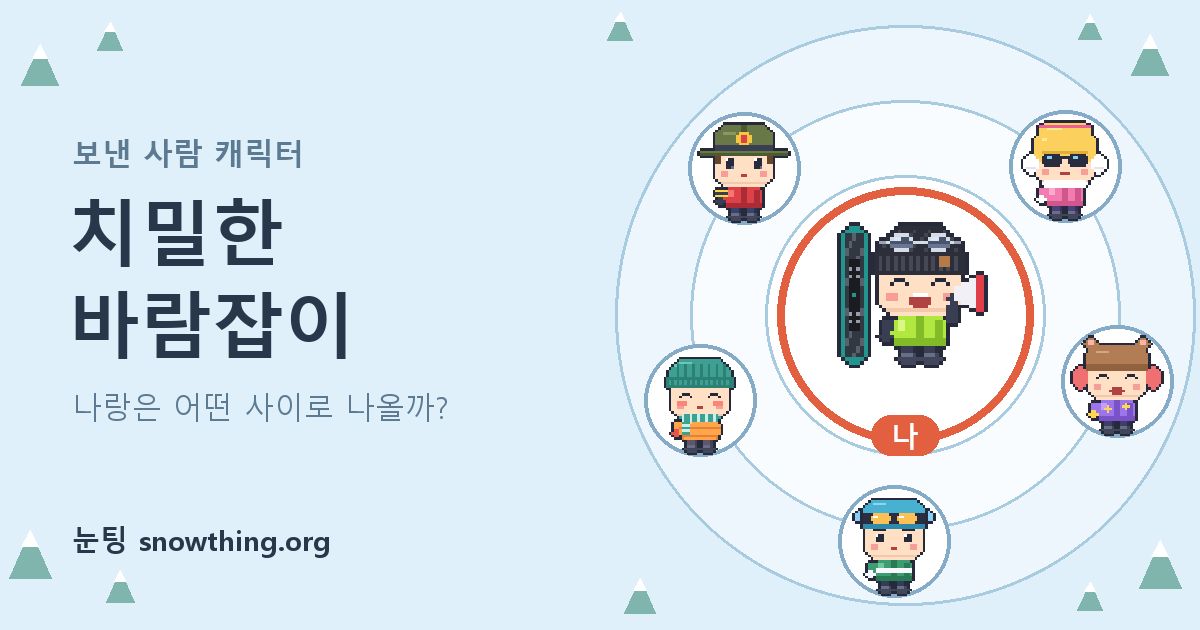 보낸 사람 캐릭터
치밀한
바람잡이
나랑은 어떤 사이로 나올까?
눈팅 snowthing.org
나